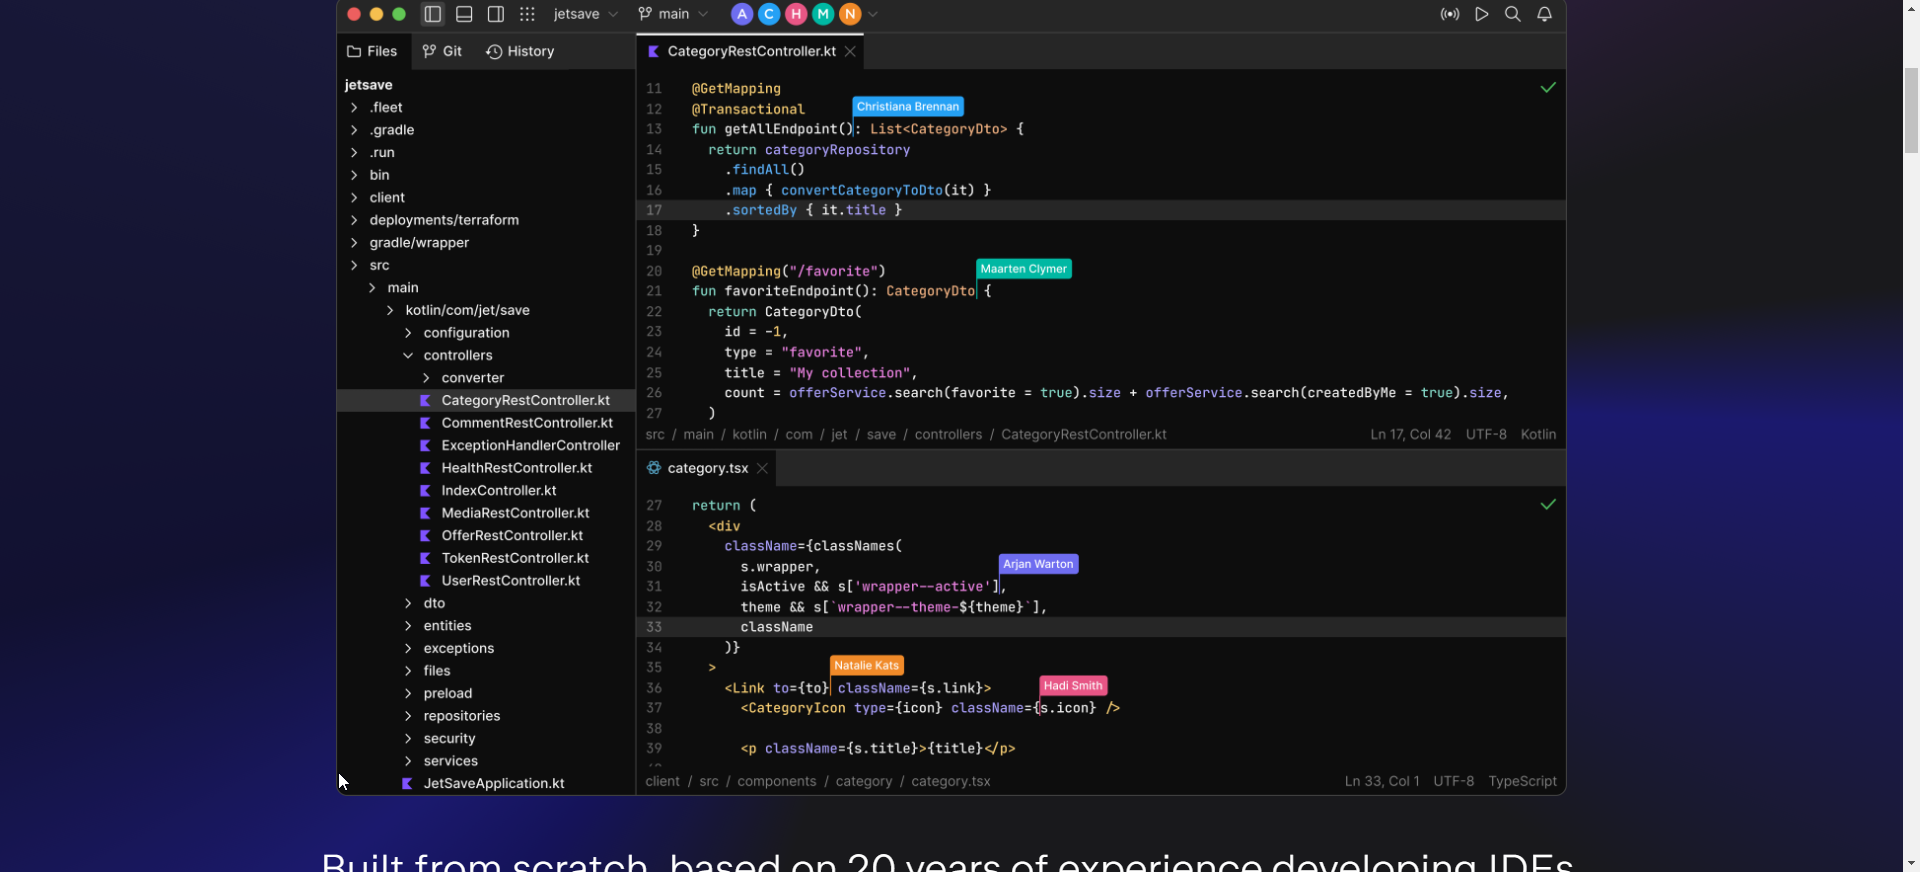 jetsave main A C H M N
Files Git History
jetsave
.fleet
.gradle
.run
bin
client
deployments/terraform
gradle/wrapper
src
main
kotlin/com/jet/save
configuration
controllers
converter
CategoryRestController.kt
CommentRestController.kt
ExceptionHandlerController
HealthRestController.kt
IndexController.kt
MediaRestController.kt
OfferRestController.kt
TokenRestController.kt
UserRestController.kt
dto
entities
exceptions
files
preload
repositories
security
services
JetSaveApplication.kt
CategoryRestController.kt
11 @GetMapping
12 @Transactional
Christiana Brennan
13 fun getAllEndpoint(): List<CategoryDto> {
14 return categoryRepository
15 .findAll()
16 .map { convertCategoryToDto(it) }
17 .sortedBy { it.title }
18 }
19
20 @GetMapping("/favorite")
Maarten Clymer
21 fun favoriteEndpoint(): CategoryDto {
22 return CategoryDto(
23 id = -1,
24 type = "favorite",
25 title = "My collection",
26 count = offerService.search(favorite = true).size + offerService.search(createdByMe = true).size,
27 )
src / main / kotlin / com / jet / save / controllers / CategoryRestController.kt Ln 17, Col 42 UTF-8 Kotlin
category.tsx
27 return (
28 <div
29 className={classNames(
30 s.wrapper,
Arjan Warton
31 isActive && s['wrapper--active'],
32 theme && s[`wrapper--theme-${theme}`],
33 className
34 )}
35 >
Natalie Kats
36 <Link to={to} className={s.link}>
Hadi Smith
37 <CategoryIcon type={icon} className={s.icon} />
38
39 <p className={s.title}>{title}</p>
client / src / components / category / category.tsx Ln 33, Col 1 UTF-8 TypeScript
Built from scratch, based on 20 years of experience developing IDEs